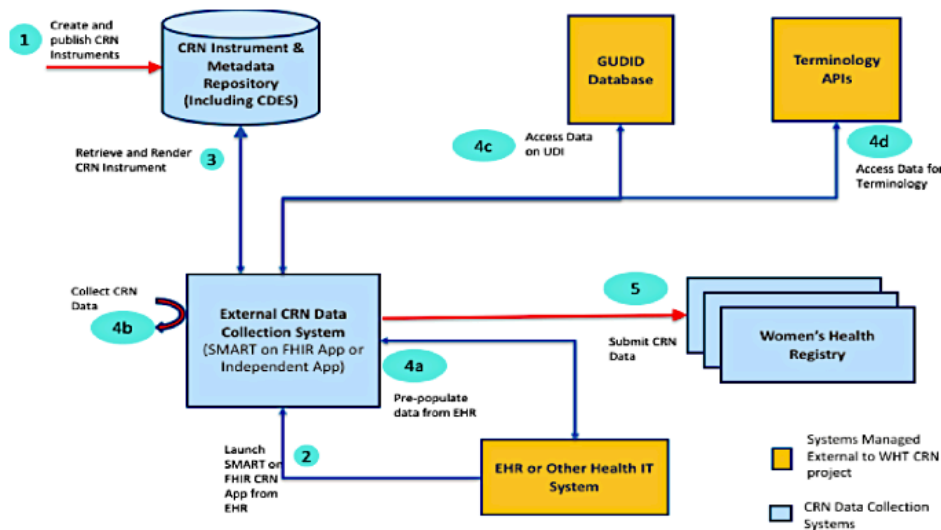 1
Create and
publish CRN
Instruments
CRN Instrument &
Metadata
Repository
(Including CDES)
GUDID
Database
Terminology
APIs
Retrieve and Render
CRN Instrument
3
4c
Access Data
on UDI
4d
Access Data for
Terminology
Collect CRN
Data
4b
External CRN Data
Collection System
(SMART on FHIR App or
Independent App)
5
Submit CRN
Data
Women's Health
Registry
4a
Pre-populate
data from EHR
Launch
SMART on
FHIR CRN
App from
EHR
2
EHR or Other Health IT
System
Systems Managed
External to WHT CRN
project
CRN Data Collection
Systems